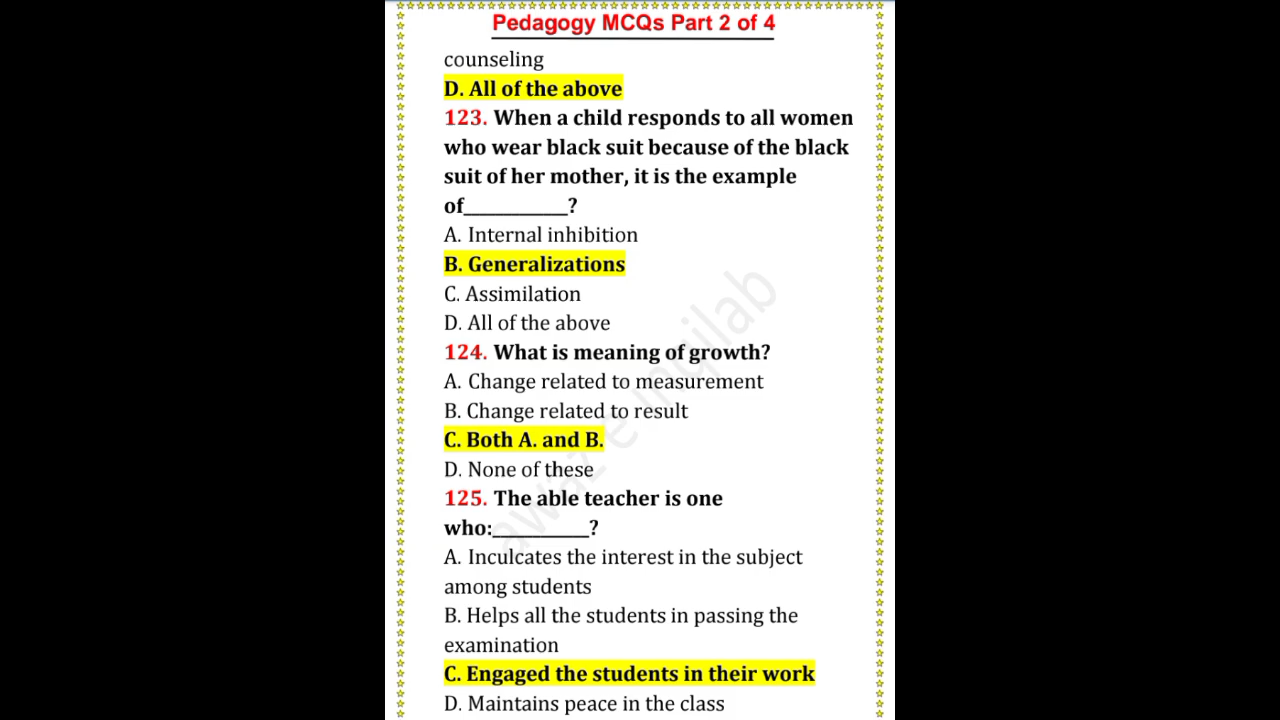 Pedagogy MCQs Part 2 of 4
counseling
D. All of the above
123. When a child responds to all women
who wear black suit because of the black
suit of her mother, it is the example
of____________?
A. Internal inhibition
B. Generalizations
C. Assimilation
D. All of the above
124. What is meaning of growth?
A. Change related to measurement
B. Change related to result
C. Both A. and B.
D. None of these
125. The able teacher is one
who:___________?
A. Inculcates the interest in the subject
among students
B. Helps all the students in passing the
examination
C. Engaged the students in their work
D. Maintains peace in the class
awaz e inqilab